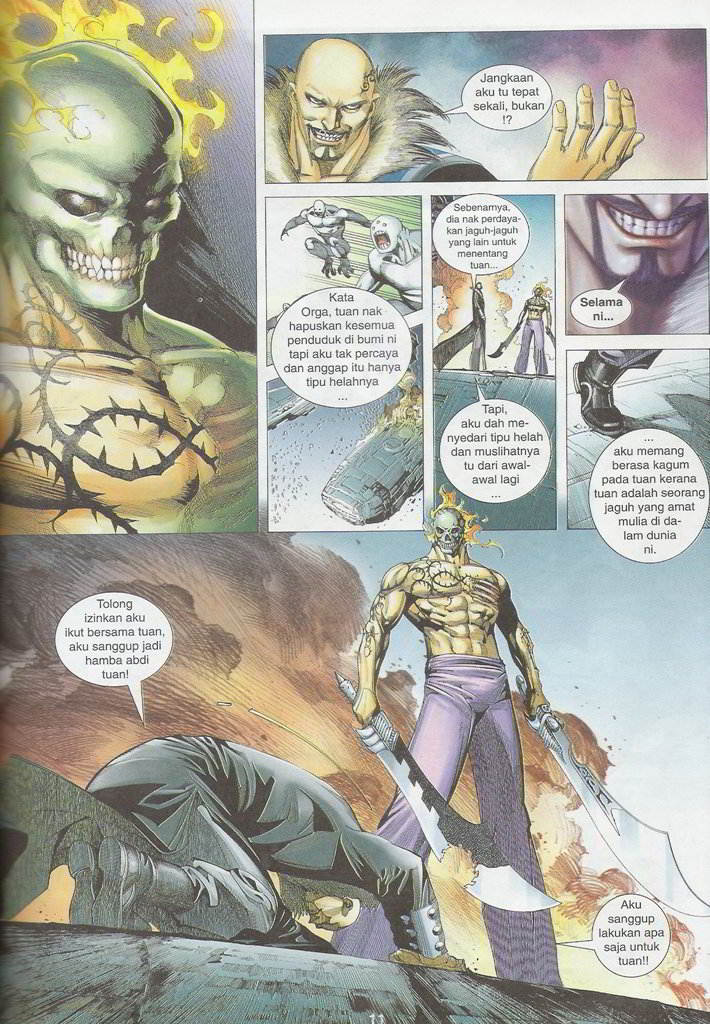 Jangkaan
aku tu tepat
sekali, bukan
!?
Kata
Orga, tuan nak
hapuskan kesemua
penduduk di bumi ni
tapi aku tak percaya
dan anggap itu hanya
tipu helahnya
...
Sebenarnya,
dia nak perdaya-
kan jaguh-jaguh
yang lain untuk
menentang
tuan...
Tapi,
aku dah me-
nyedari tipu helah
dan muslihatnya
tu dari awal-
awal lagi
...
Selama
ni...
...
aku memang
berasa kagum
pada tuan kerana
tuan adalah seorang
jaguh yang amat
mulia di da-
lam dunia
ni.
Tolong
izinkan aku
ikut bersama tuan,
aku sanggup jadi
hamba abdi
tuan!
Aku
sanggup
lakukan apa
saja untuk
tuan!!
11